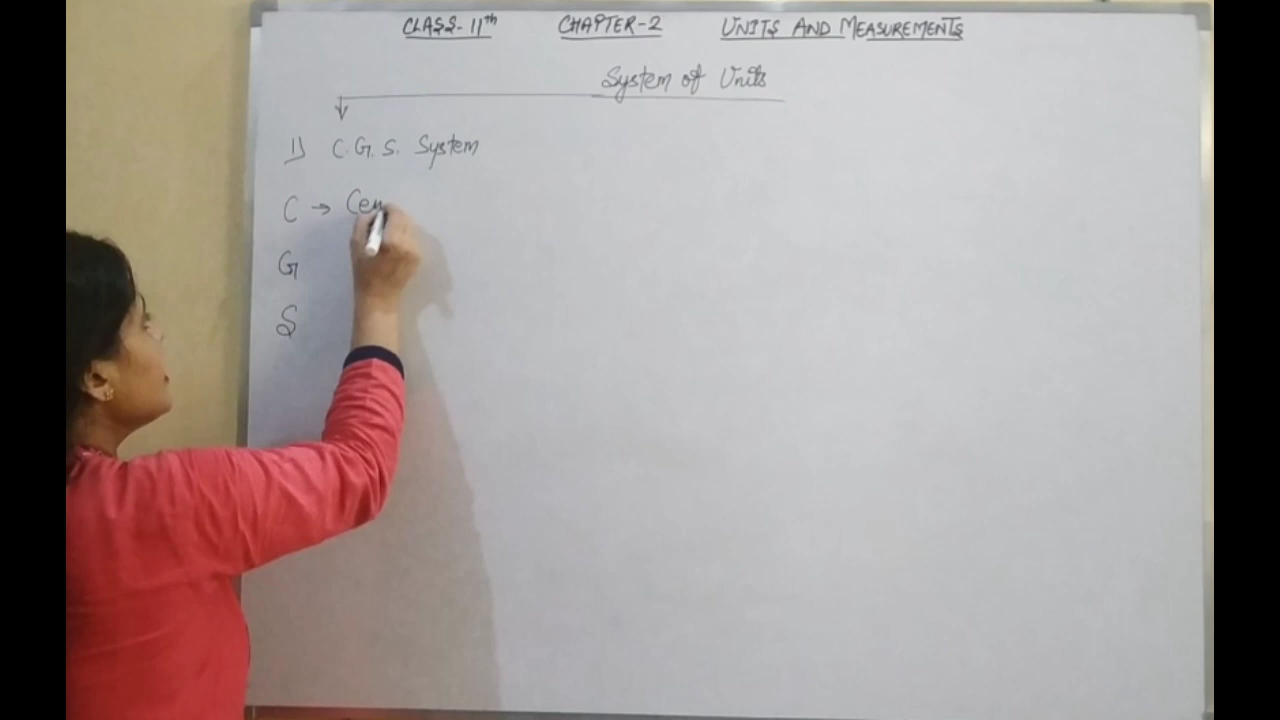 CLASS-11th CHAPTER-2 UNITS AND MEASUREMENTS
System of Units
1) C.G.S. System
C → Cen
G
S